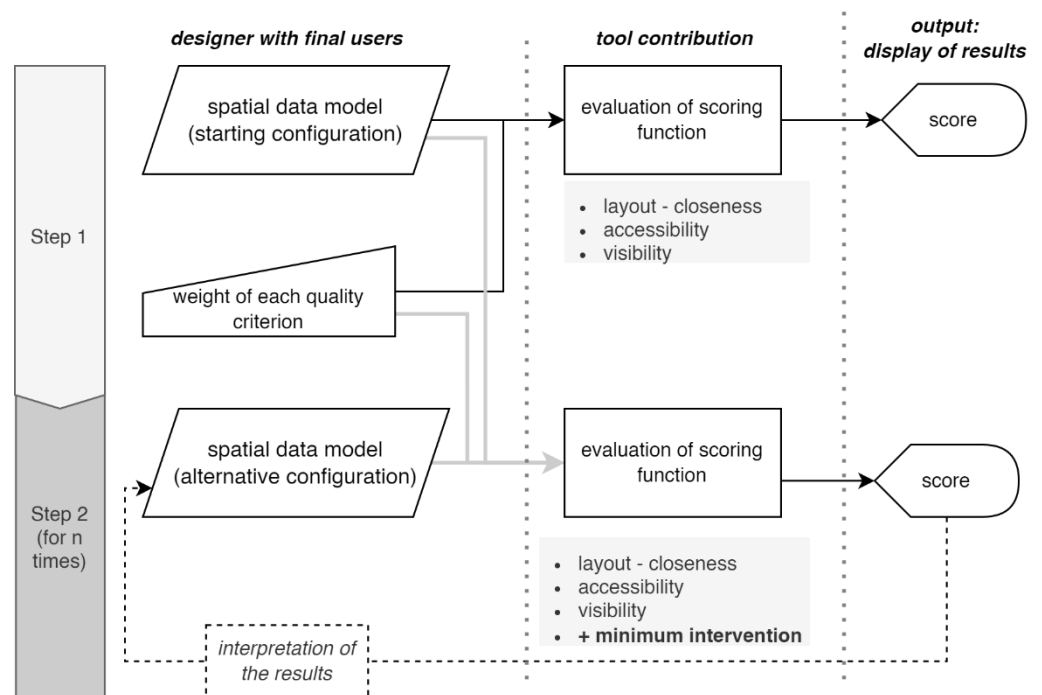 designer with final users
tool contribution
output:
display of results
Step 1
spatial data model
(starting configuration)
evaluation of scoring
function
score
• layout - closeness
• accessibility
• visibility
weight of each quality
criterion
Step 2
(for n
times)
spatial data model
(alternative configuration)
evaluation of scoring
function
score
• layout - closeness
• accessibility
• visibility
• + minimum intervention
interpretation of
the results